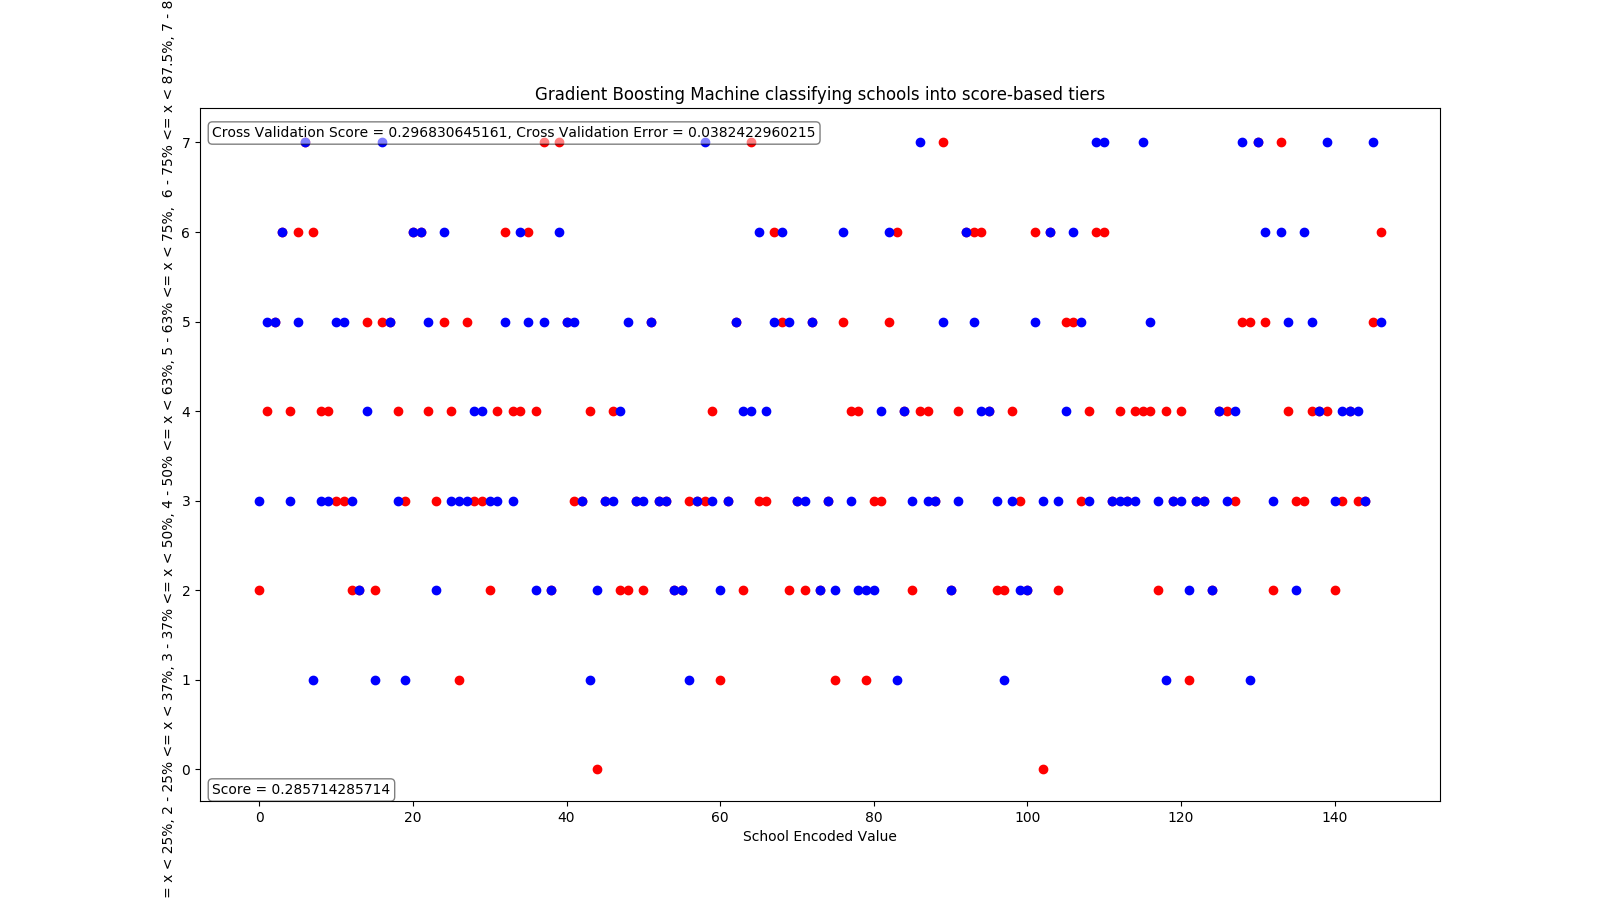 Gradient Boosting Machine classifying schools into score-based tiers
Cross Validation Score = 0.296830645161, Cross Validation Error = 0.0382422960215
7
6
5
4
3
2
1
0
= x < 25%, 2 - 25% <= x < 37%, 3 - 37% <= x < 50%, 4 - 50% <= x < 63%, 5 - 63% <= x < 75%,  6 - 75% <= x < 87.5%, 7 - 8
Score = 0.285714285714
0 20 40 60 80 100 120 140
School Encoded Value